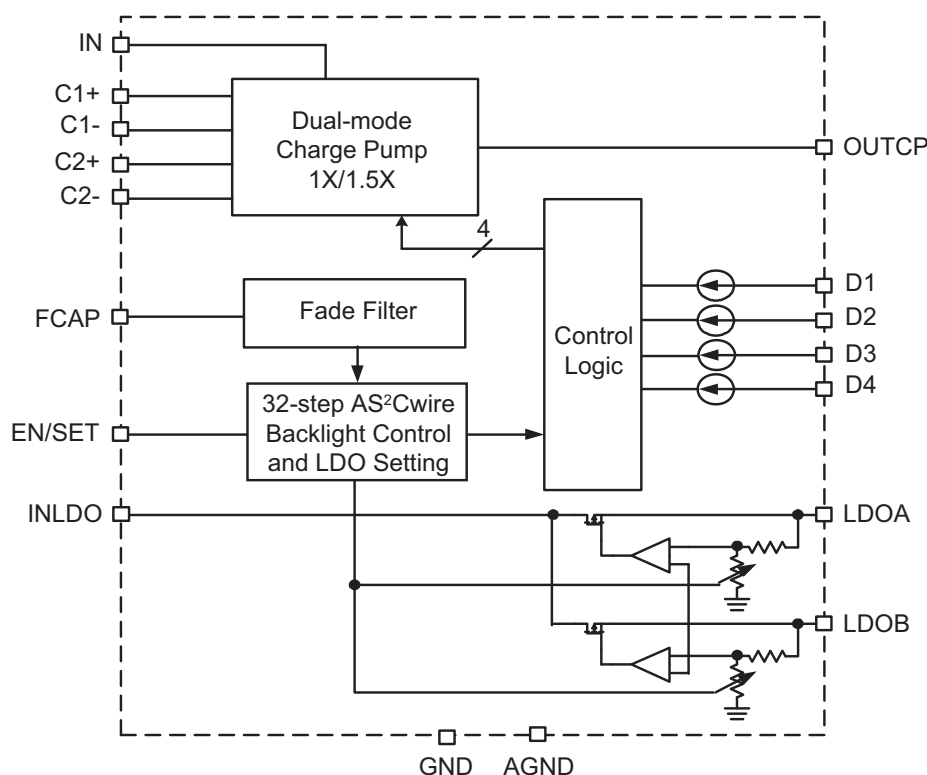 IN
C1+
C1-
C2+
C2-
Dual-mode
Charge Pump
1X/1.5X
OUTCP
4
FCAP
Fade Filter
Control
Logic
D1
D2
D3
D4
EN/SET
32-step AS²Cwire
Backlight Control
and LDO Setting
INLDO
LDOA
LDOB
GND
AGND